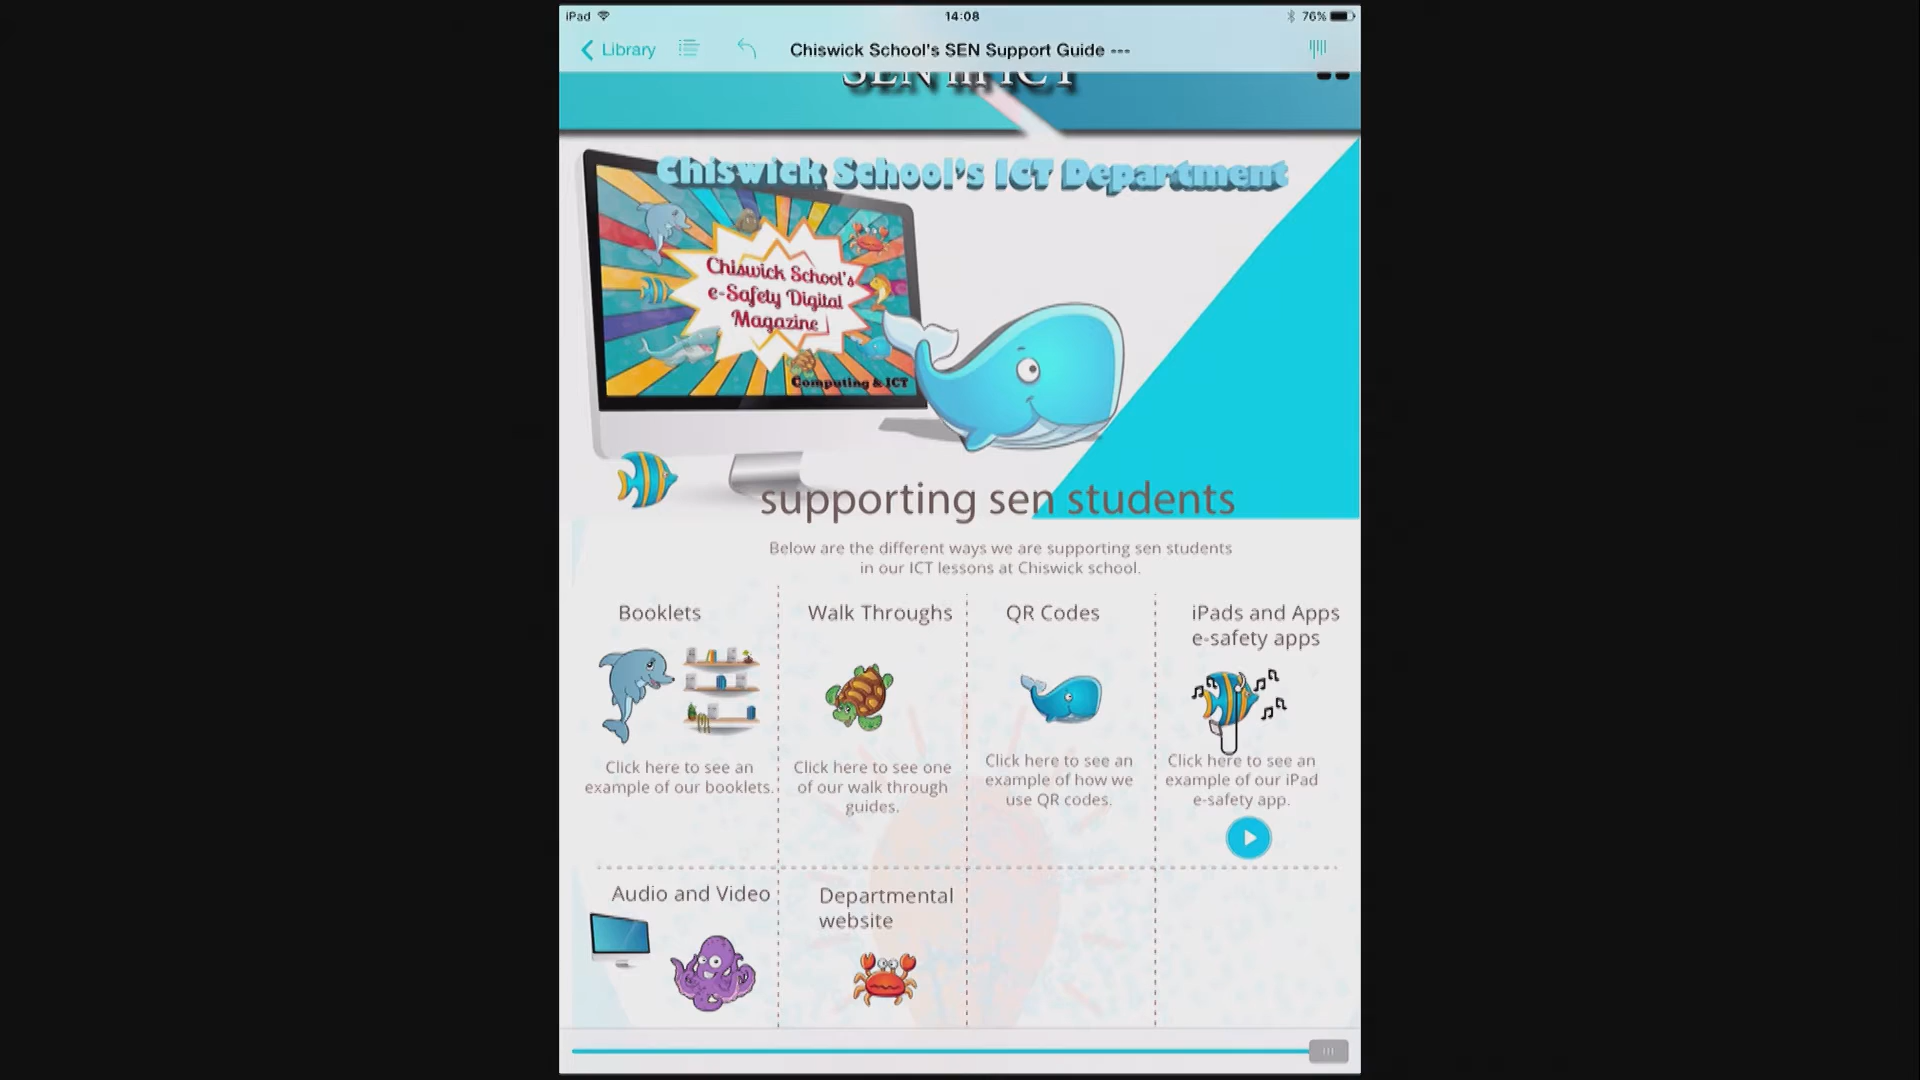 iPad
14:08
76%
Library
Chiswick School's SEN Support Guide ---
SEN in ICT
Chiswick School's ICT Department
Chiswick School's
e-Safety Digital
Magazine
Computing & ICT
supporting sen students
Below are the different ways we are supporting sen students
in our ICT lessons at Chiswick school.
Booklets
Click here to see an
example of our booklets.
Walk Throughs
Click here to see one
of our walk through
guides.
QR Codes
Click here to see an
example of how we
use QR codes.
iPads and Apps
e-safety apps
Click here to see an
example of our iPad
e-safety app.
Audio and Video
Departmental
website